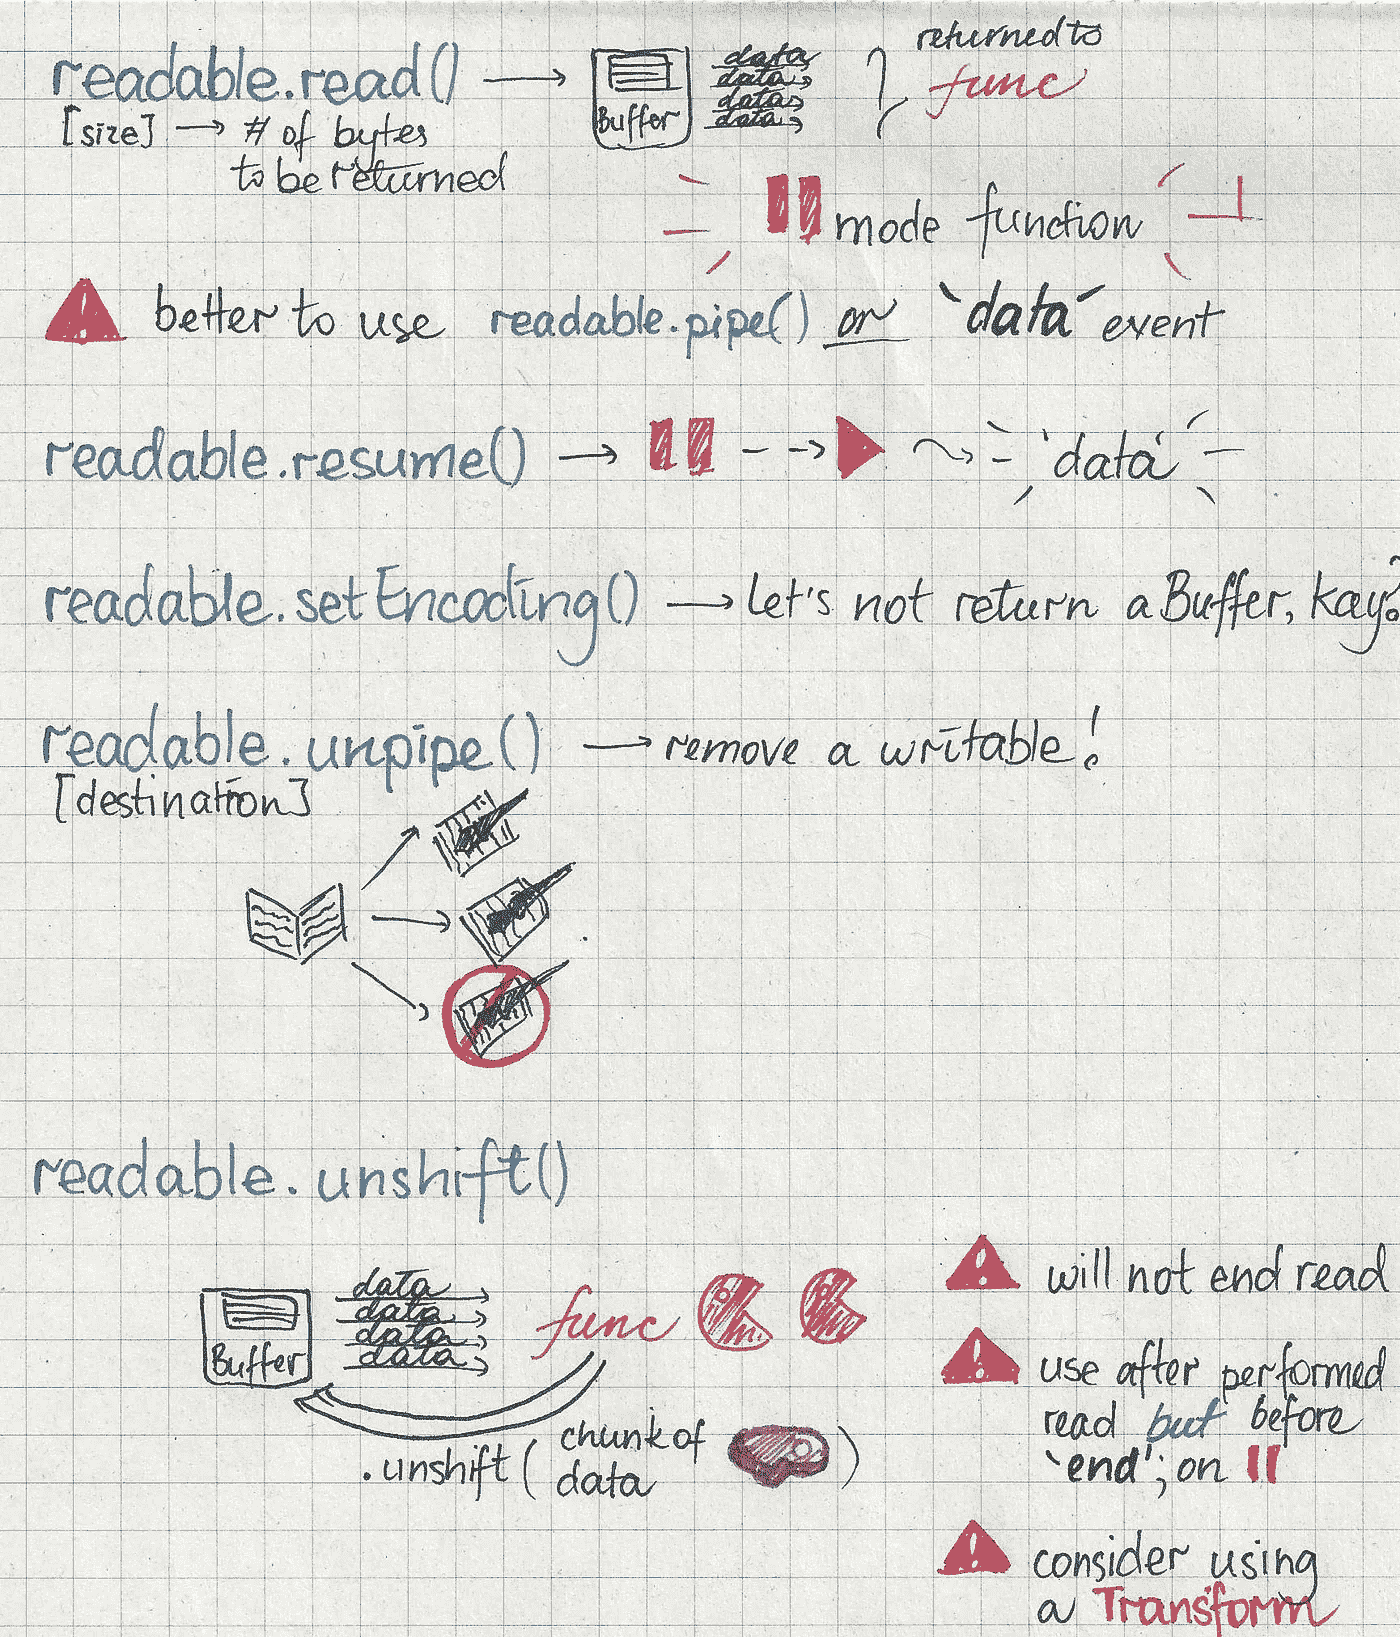 readable.read() → Buffer data data data data } returned to func
[size] → # of bytes
to be returned
mode function
better to use readable.pipe() or 'data' event
readable.resume() → 'data'
readable.setEncoding() → Let's not return a Buffer, kay?
readable.unpipe() → remove a writable!
[destination]
readable.unshift()
Buffer
data
data
data
data
func
.unshift( chunk of
data )
will not end read
use after performed
read but before
'end'; on
consider using
a Transform